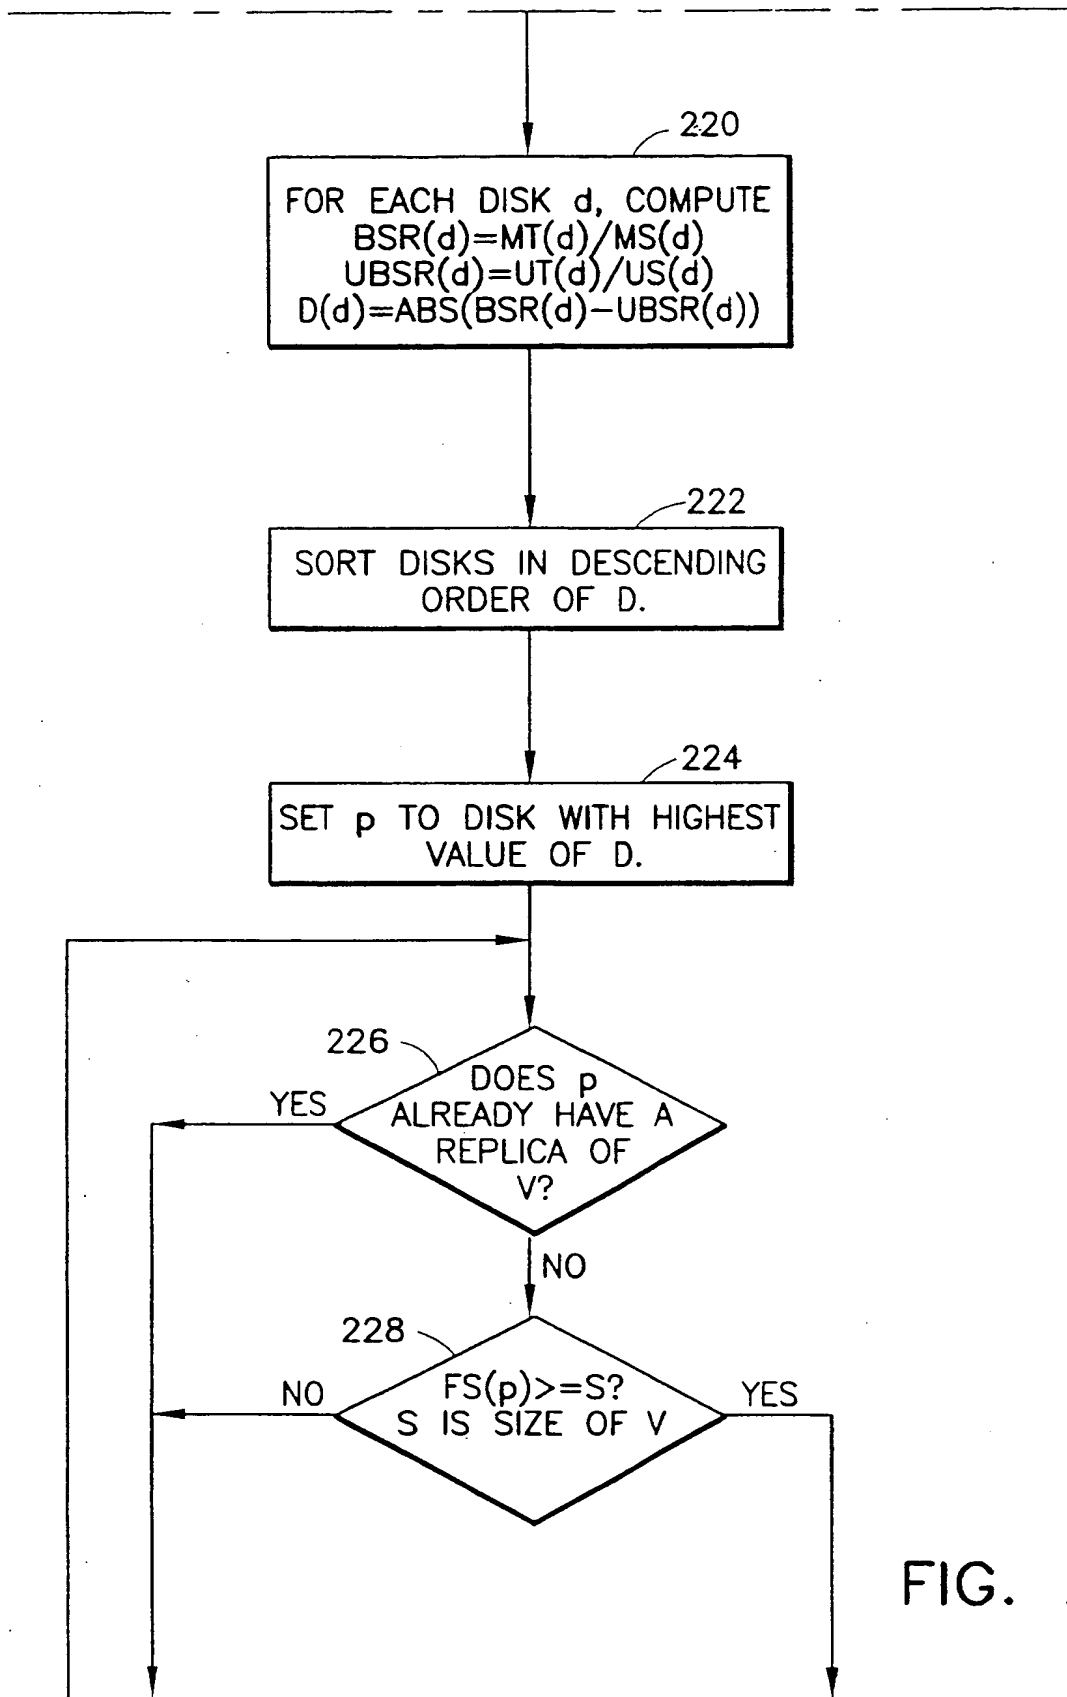 220
FOR EACH DISK d, COMPUTE
BSR(d)=MT(d)/MS(d)
UBSR(d)=UT(d)/US(d)
D(d)=ABS(BSR(d)-UBSR(d))
222
SORT DISKS IN DESCENDING
ORDER OF D.
224
SET p TO DISK WITH HIGHEST
VALUE OF D.
226
DOES p
ALREADY HAVE A
REPLICA OF
V?
YES
NO
228
FS(p)>=S?
S IS SIZE OF V
NO
YES
FIG.